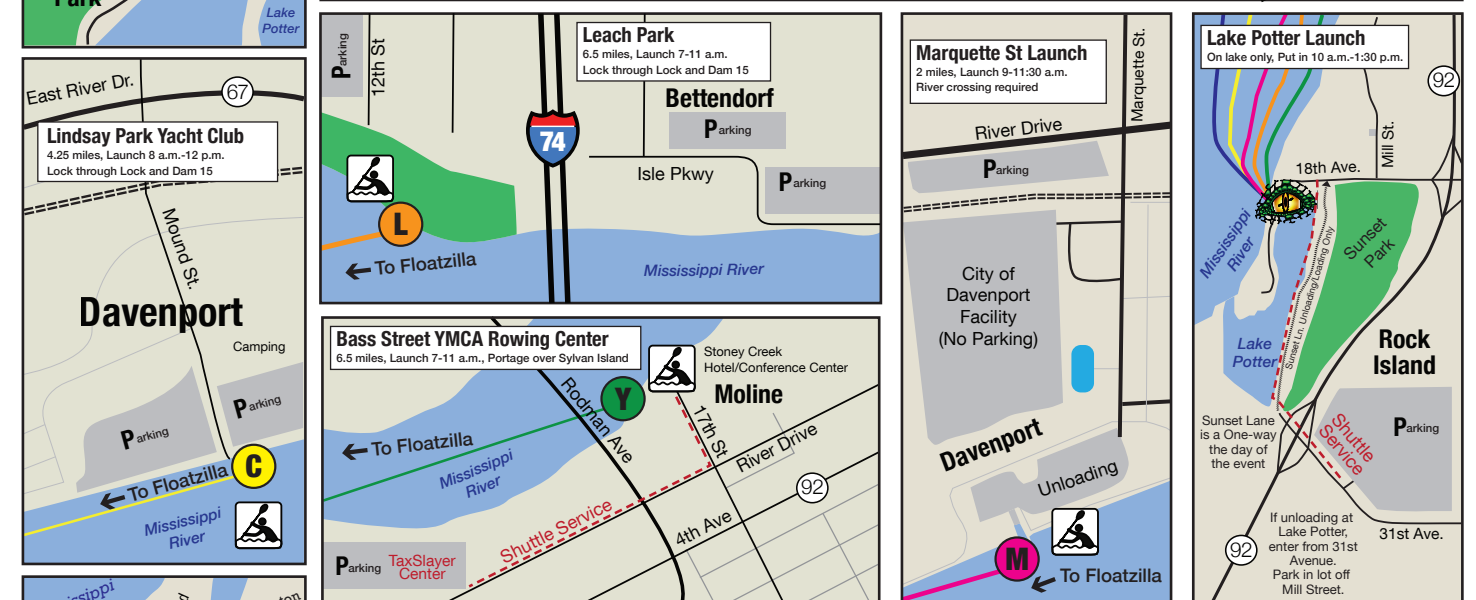 Park
Lake
Potter
East River Dr.
67
Lindsay Park Yacht Club
4.25 miles, Launch 8 a.m.-12 p.m.
Lock through Lock and Dam 15
Mound St.
Davenport
Camping
Parking
Parking
To Floatzilla
C
Mississippi
River
Parking
12th St
Leach Park
6.5 miles, Launch 7-11 a.m.
Lock through Lock and Dam 15
Bettendorf
Parking
74
Isle Pkwy
Parking
L
To Floatzilla
Mississippi River
Bass Street YMCA Rowing Center
6.5 miles, Launch 7-11 a.m., Portage over Sylvan Island
Stoney Creek
Hotel/Conference Center
Moline
Y
Rodman Ave
17th St
To Floatzilla
River Drive
Mississippi
River
92
Shuttle Service
4th Ave
Parking
TaxSlayer
Center
Marquette St Launch
2 miles, Launch 9-11:30 a.m.
River crossing required
Marquette St.
River Drive
Parking
City of
Davenport
Facility
(No Parking)
Davenport
Unloading
M
To Floatzilla
Lake Potter Launch
On lake only, Put in 10 a.m.-1:30 p.m.
92
Mill St.
18th Ave.
Mississippi
River
Sunset
Park
Sunset Ln. Unloading/Loading Only
Lake
Potter
Rock
Island
Sunset Lane
is a One-way
the day of
the event
Shuttle
Service
Parking
If unloading at
Lake Potter,
enter from 31st
Avenue.
Park in lot off
Mill Street.
31st Ave.
92